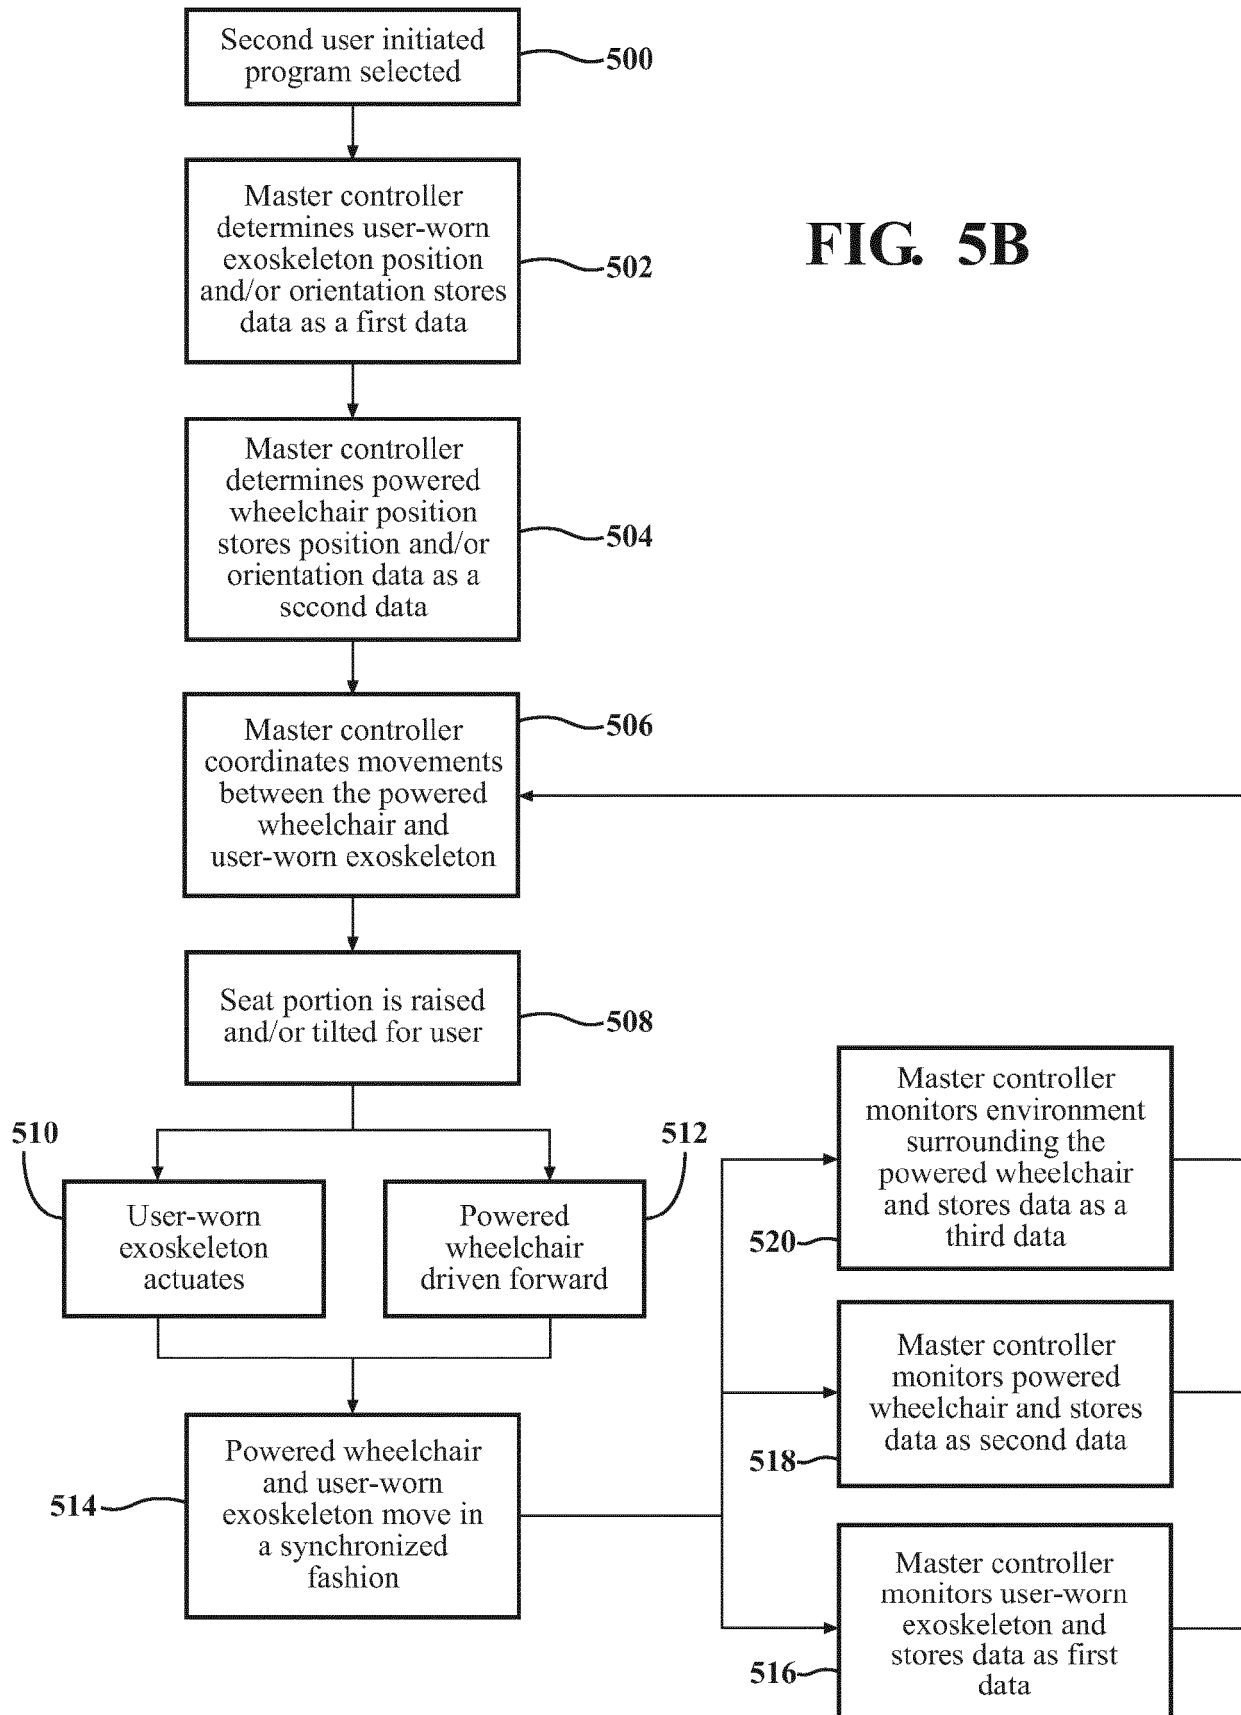 Second user initiated
program selected
500
Master controller
determines user-worn
exoskeleton position
and/or orientation stores
data as a first data
502
FIG. 5B
Master controller
determines powered
wheelchair position
stores position and/or
orientation data as a
second data
504
Master controller
coordinates movements
between the powered
wheelchair and
user-worn exoskeleton
506
Seat portion is raised
and/or tilted for user
508
510
User-worn
exoskeleton
actuates
512
Powered
wheelchair
driven forward
514
Powered wheelchair
and user-worn
exoskeleton move in
a synchronized
fashion
Master controller
monitors environment
surrounding the
powered wheelchair
and stores data as a
third data
520
Master controller
monitors powered
wheelchair and stores
data as second data
518
Master controller
monitors user-worn
exoskeleton and
stores data as first
data
516